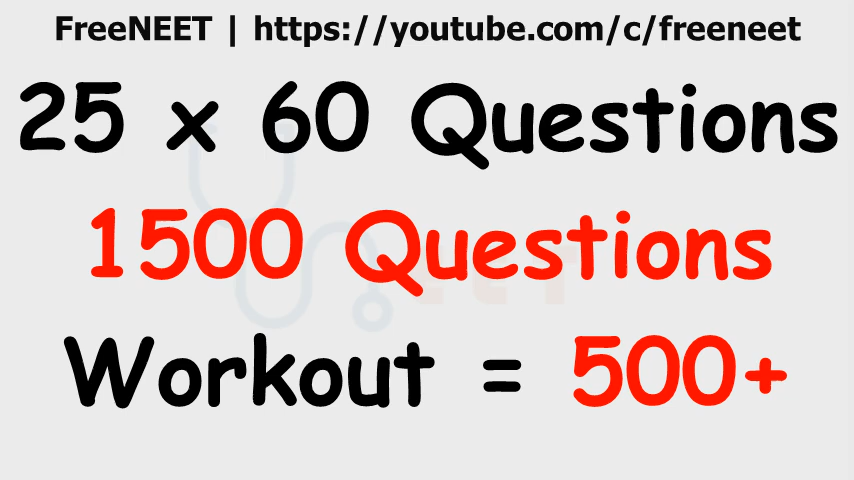 FreeNEET | https://youtube.com/c/freeneet
25 x 60 Questions
1500 Questions
Workout = 500+